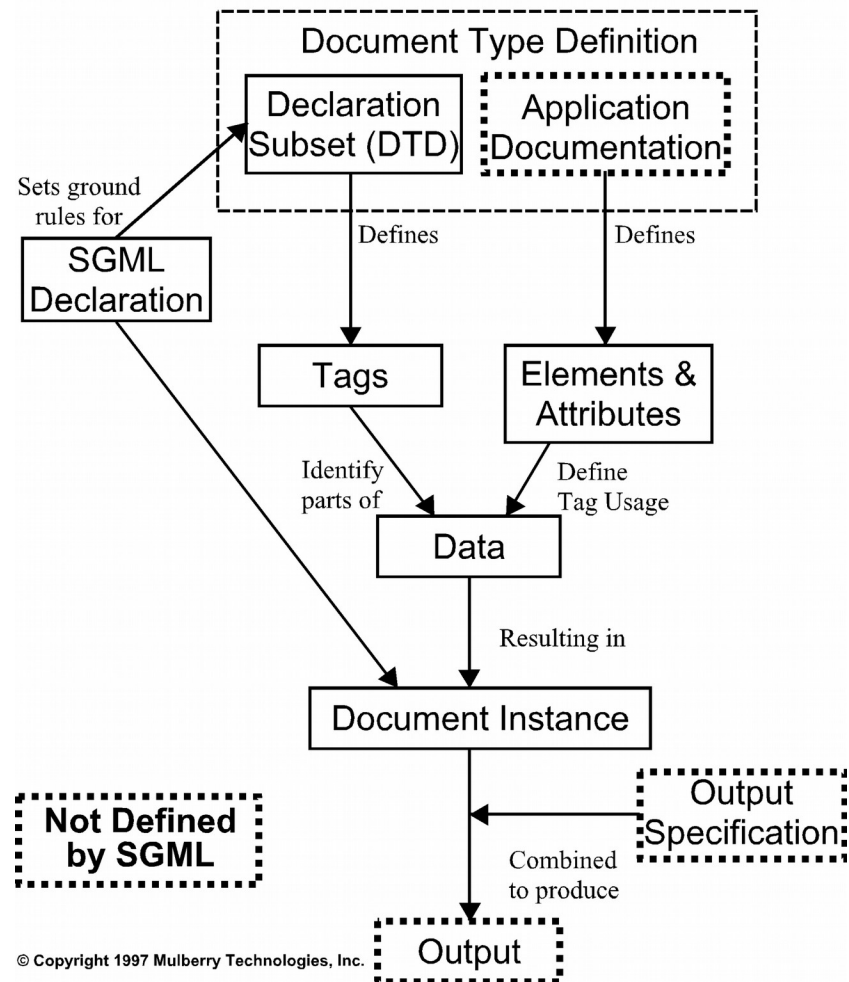 Document Type Definition
Declaration
Subset (DTD)
Application
Documentation
Sets ground
rules for
Defines
Defines
SGML
Declaration
Tags
Elements &
Attributes
Identify
parts of
Define
Tag Usage
Data
Resulting in
Document Instance
Not Defined
by SGML
Output
Specification
Combined
to produce
Output
© Copyright 1997 Mulberry Technologies, Inc.